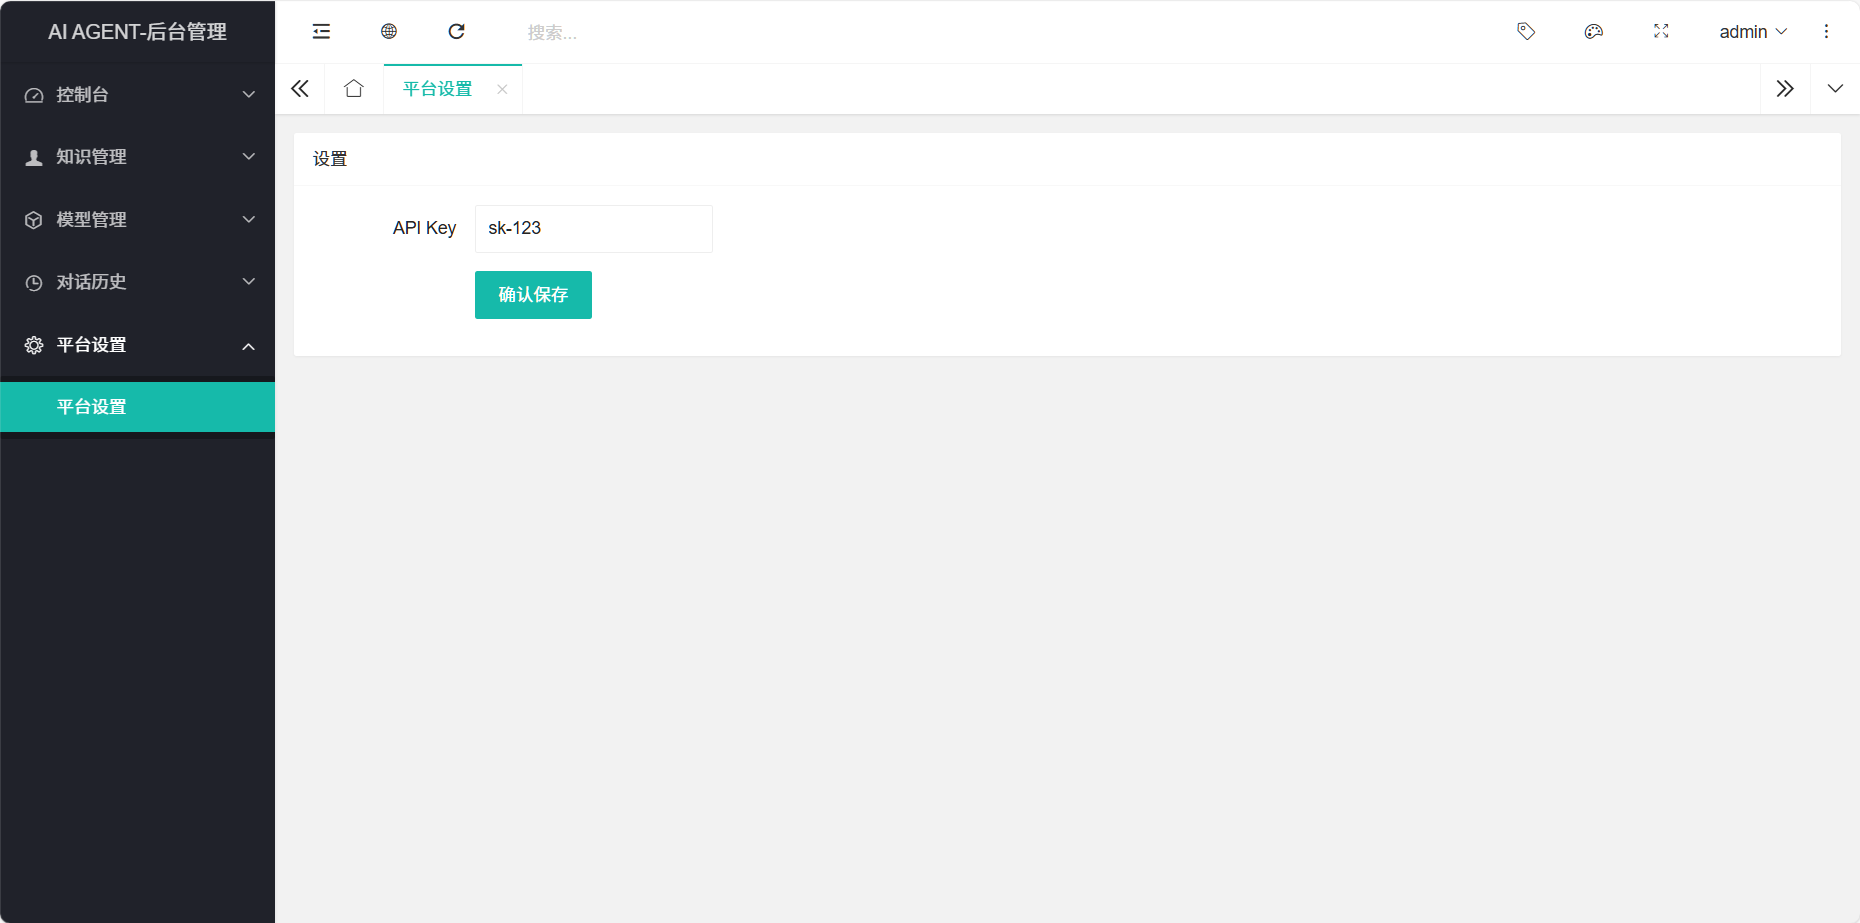 AI AGENT-后台管理
搜索...
admin
控制台
知识管理
模型管理
对话历史
平台设置
平台设置
平台设置
设置
API Key
sk-123
确认保存